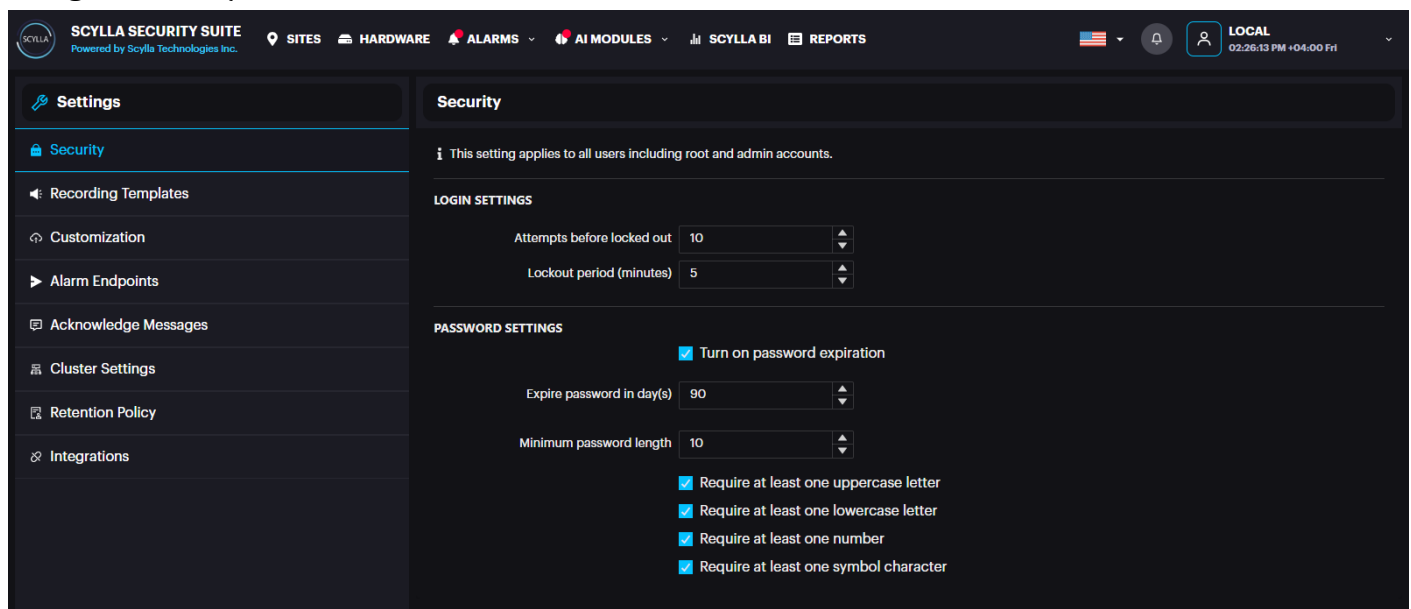 SCYLLA
SCYLLA SECURITY SUITE
Powered by Scylla Technologies Inc.
SITES
HARDWARE
ALARMS
AI MODULES
SCYLLA BI
REPORTS
LOCAL
02:26:13 PM +04:00 Fri
Settings
Security
Recording Templates
Customization
Alarm Endpoints
Acknowledge Messages
Cluster Settings
Retention Policy
Integrations
Security
This setting applies to all users including root and admin accounts.
LOGIN SETTINGS
Attempts before locked out 10
Lockout period (minutes) 5
PASSWORD SETTINGS
Turn on password expiration
Expire password in day(s) 90
Minimum password length 10
Require at least one uppercase letter
Require at least one lowercase letter
Require at least one number
Require at least one symbol character